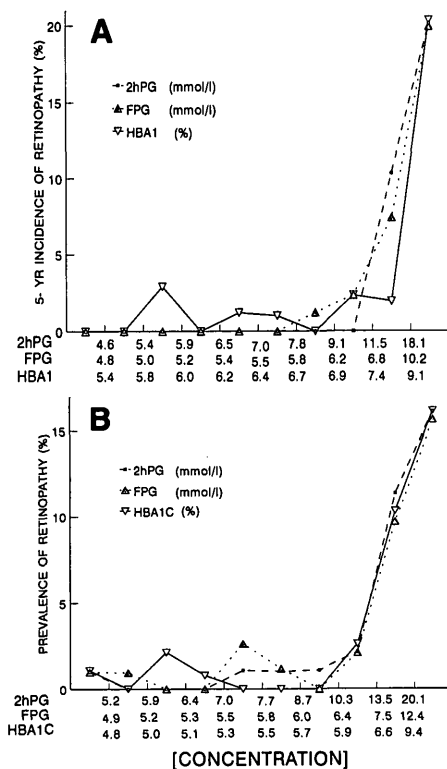 A
5- YR INCIDENCE OF RETINOPATHY (%)
20
15
10
5
0
2hPG (mmol/l)
FPG (mmol/l)
HBA1 (%)
2hPG 4.6 5.4 5.9 6.5 7.0 7.8 9.1 11.5 18.1
FPG 4.8 5.0 5.2 5.4 5.5 5.8 6.2 6.8 10.2
HBA1 5.4 5.8 6.0 6.2 6.4 6.7 6.9 7.4 9.1
B
PREVALENCE OF RETINOPATHY (%)
15
10
5
0
2hPG (mmol/l)
FPG (mmol/l)
HBA1C (%)
2hPG 5.2 5.9 6.4 7.0 7.7 8.7 10.3 13.5 20.1
FPG 4.9 5.2 5.3 5.5 5.8 6.0 6.4 7.5 12.4
HBA1C 4.8 5.0 5.1 5.3 5.5 5.7 5.9 6.6 9.4
[CONCENTRATION]